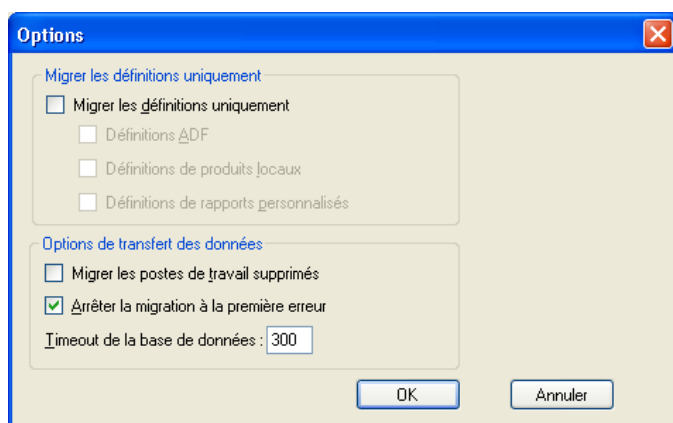 Options
Migrer les définitions uniquement
Migrer les définitions uniquement
Définitions ADF
Définitions de produits locaux
Définitions de rapports personnalisés
Options de transfert des données
Migrer les postes de travail supprimés
Arrêter la migration à la première erreur
Timeout de la base de données : 300
OK Annuler